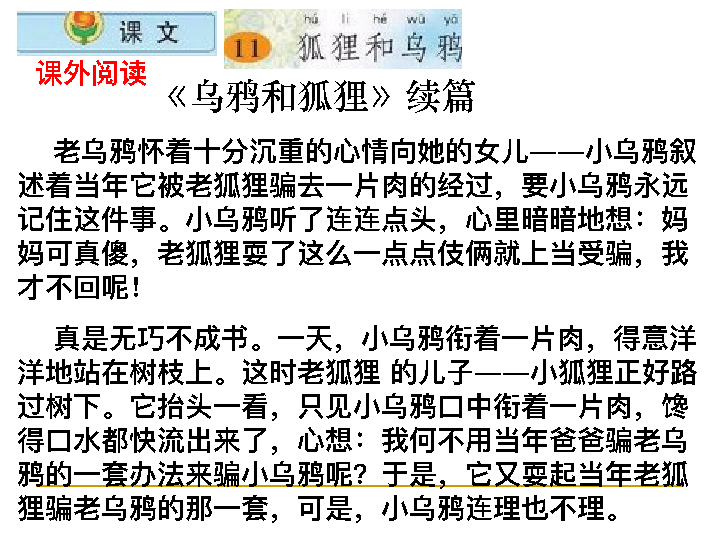 课 文
hú lí hé wū yā
11 狐狸和乌鸦
课外阅读
《乌鸦和狐狸》续篇
老乌鸦怀着十分沉重的心情向她的女儿——小乌鸦叙
述着当年它被老狐狸骗去一片肉的经过，要小乌鸦永远
记住这件事。小乌鸦听了连连点头，心里暗暗地想：妈
妈可真傻，老狐狸耍了这么一点点伎俩就上当受骗，我
才不回呢！
真是无巧不成书。一天，小乌鸦衔着一片肉，得意洋
洋地站在树枝上。这时老狐狸 的儿子——小狐狸正好路
过树下。它抬头一看，只见小乌鸦口中衔着一片肉，馋
得口水都快流出来了，心想：我何不用当年爸爸骗老乌
鸦的一套办法来骗小乌鸦呢？于是，它又耍起当年老狐
狸骗老乌鸦的那一套，可是，小乌鸦连理也不理。